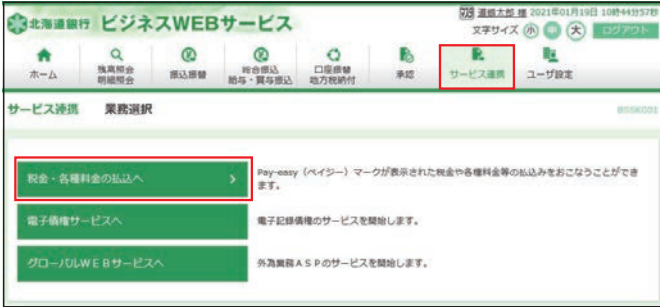 北海道銀行 ビジネスWEBサービス
道銀太郎 様 2021年01月19日 10時44分57秒
文字サイズ 小 中 大 ログアウト
ホーム
残高照会
明細照会
振込振替
総合振込
給与・賞与振込
口座振替
地方税納付
承認
サービス連携
ユーザ設定
サービス連携 業務選択
BSSK001
税金・各種料金の払込へ
Pay-easy（ペイジー）マークが表示された税金や各種料金等の払込みをおこなうことができ
ます。
電子債権サービスへ
電子記録債権のサービスを開始します。
グローバルWEBサービスへ
外為業務ASPのサービスを開始します。